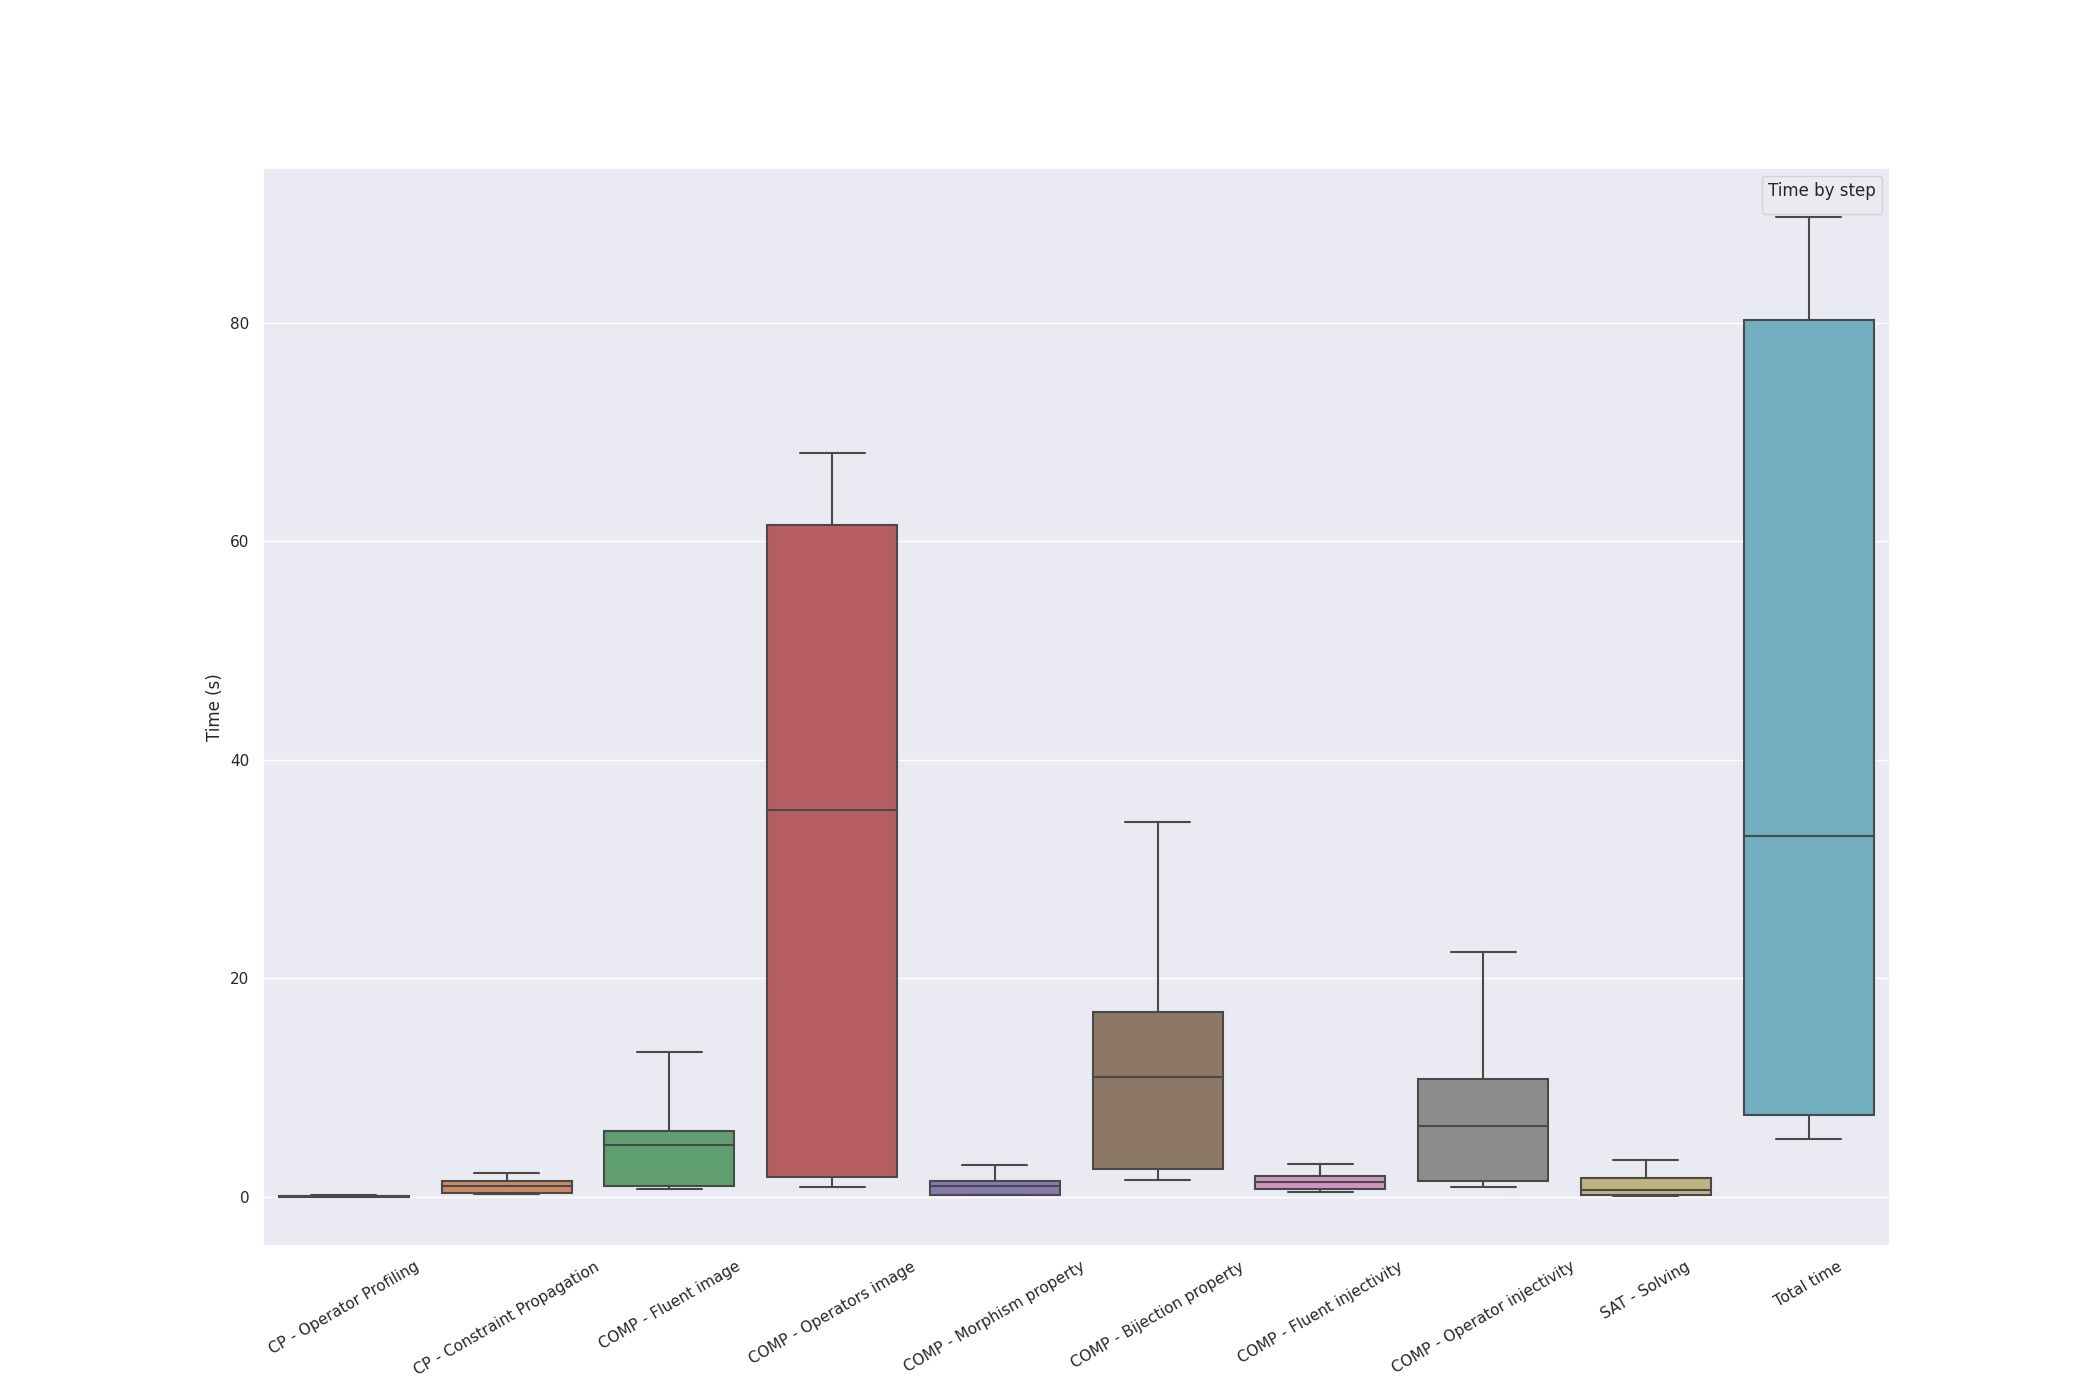 Time by step
Time (s)
80
60
40
20
0
CP - Operator Profiling
CP - Constraint Propagation
COMP - Fluent image
COMP - Operators image
COMP - Morphism property
COMP - Bijection property
COMP - Fluent injectivity
COMP - Operator injectivity
SAT - Solving
Total time